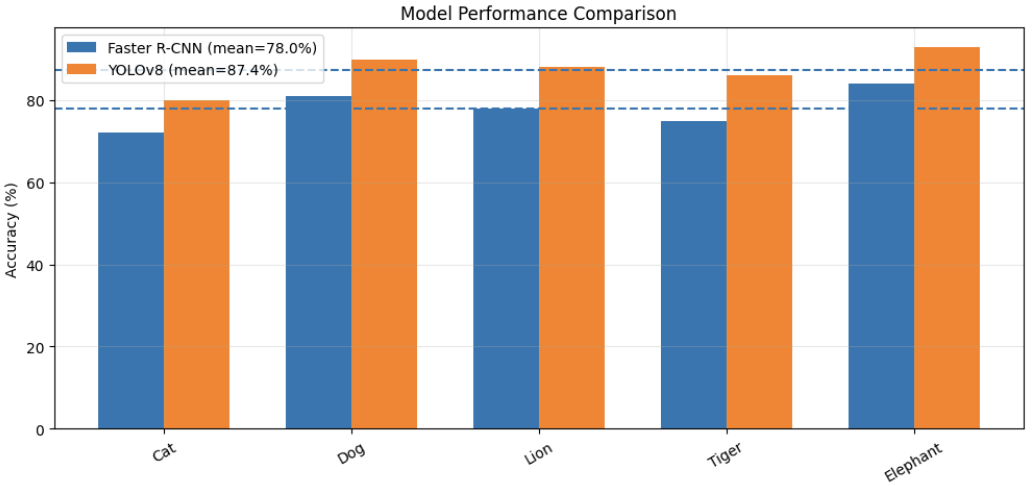 Model Performance Comparison
Faster R-CNN (mean=78.0%)
YOLOv8 (mean=87.4%)
Accuracy (%)
80
60
40
20
0
Cat
Dog
Lion
Tiger
Elephant